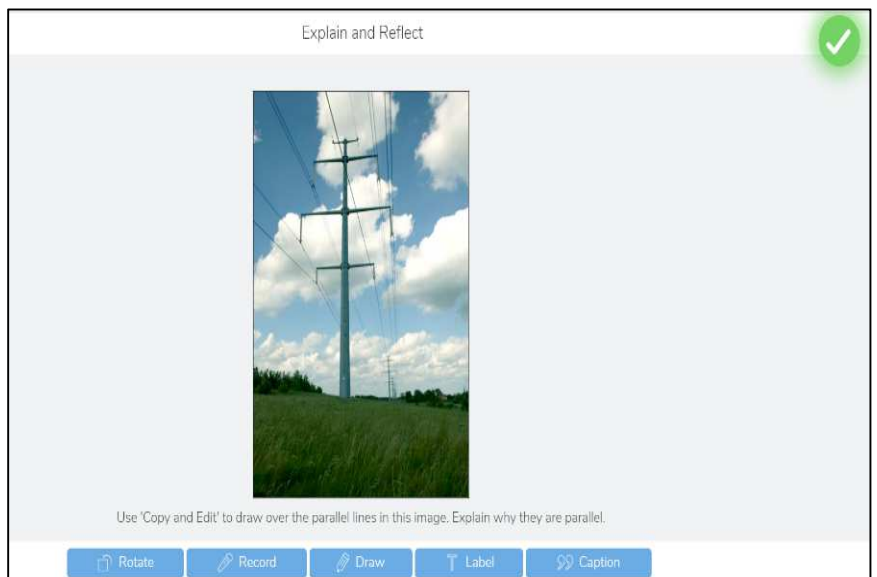 Explain and Reflect
Use 'Copy and Edit' to draw over the parallel lines in this image. Explain why they are parallel.
Rotate
Record
Draw
Label
Caption